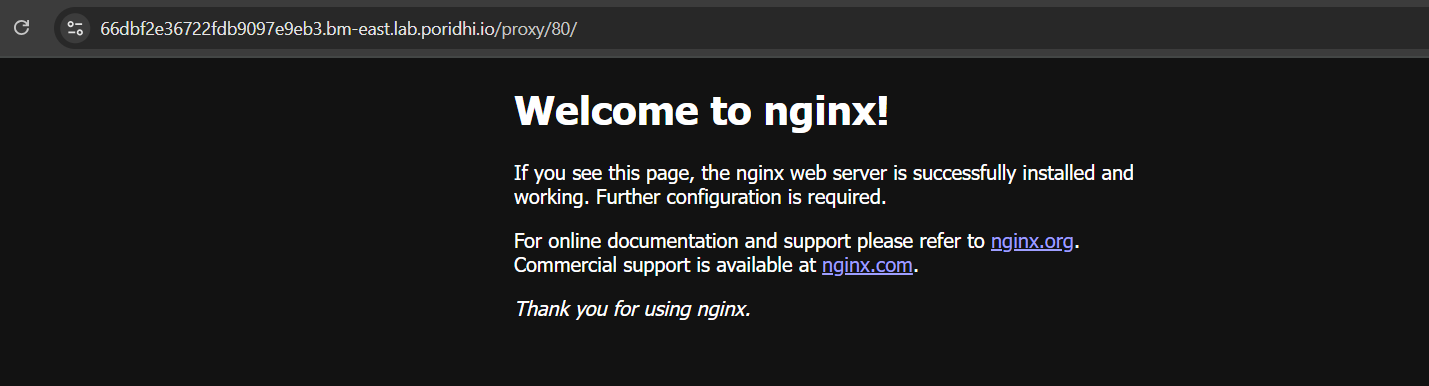 66dbf2e36722fdb9097e9eb3.bm-east.lab.poridhi.io/proxy/80/
Welcome to nginx!
If you see this page, the nginx web server is successfully installed and
working. Further configuration is required.
For online documentation and support please refer to nginx.org.
Commercial support is available at nginx.com.
Thank you for using nginx.